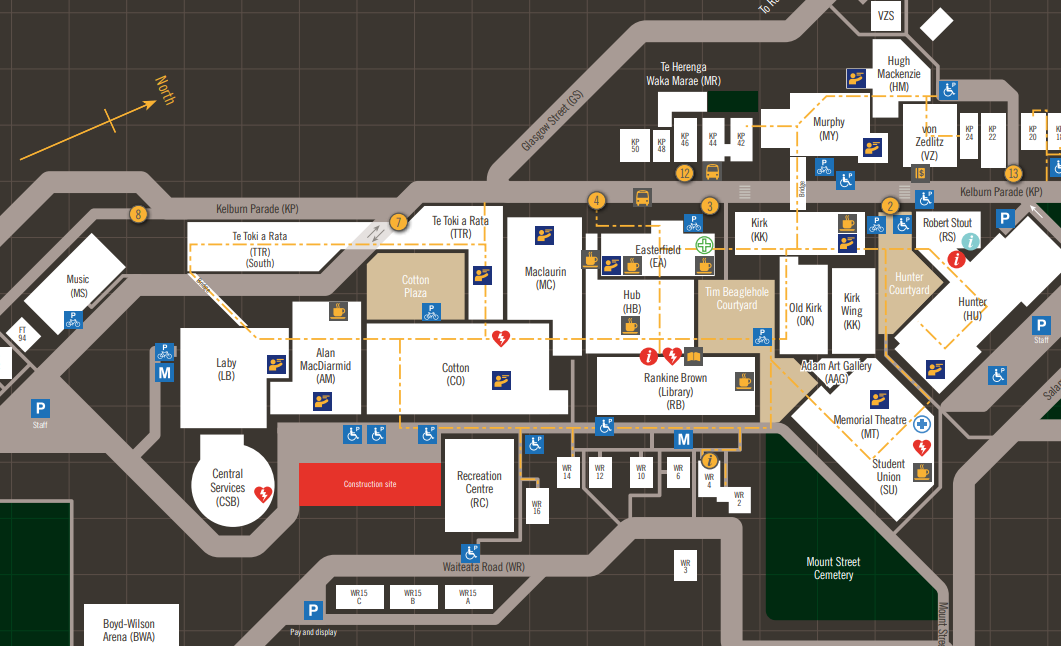 To
VZS
North
Te Herenga
Waka Marae (MR)
Hugh
Mackenzie
(HM)
Glasgow Street (GS)
KP
50
KP
48
KP
46
KP
44
KP
42
Murphy
(MY)
von
Zedlitz
(VZ)
KP
24
KP
22
KP
20
12
13
Bridge
Kelburn Parade (KP)
Kelburn Parade (KP)
8
7
4
3
2
P
Te Toki a Rata
(TTR)
(South)
Te Toki a Rata
(TTR)
Kirk
(KK)
Robert Stout
(RS)
Easterfield
(EA)
Maclaurin
(MC)
Music
(MS)
Cotton
Plaza
Hub
(HB)
Tim Beaglehole
Courtyard
Old Kirk
(OK)
Kirk
Wing
(KK)
Hunter
Courtyard
Hunter
(HU)
FT
94
P
Staff
Laby
(LB)
Alan
MacDiarmid
(AM)
Cotton
(CO)
Rankine Brown
(Library)
(RB)
Adam Art Gallery
(AAG)
M
P
Staff
Memorial Theatre
(MT)
Student
Union
(SU)
M
Central
Services
(CSB)
Construction site
Recreation
Centre
(RC)
WR
14
WR
12
WR
10
WR
6
WR
4
WR
2
WR
16
Waiteata Road (WR)
WR
3
Mount Street
Cemetery
WR15
C
WR15
B
WR15
A
P
Pay and display
Boyd-Wilson
Arena (BWA)